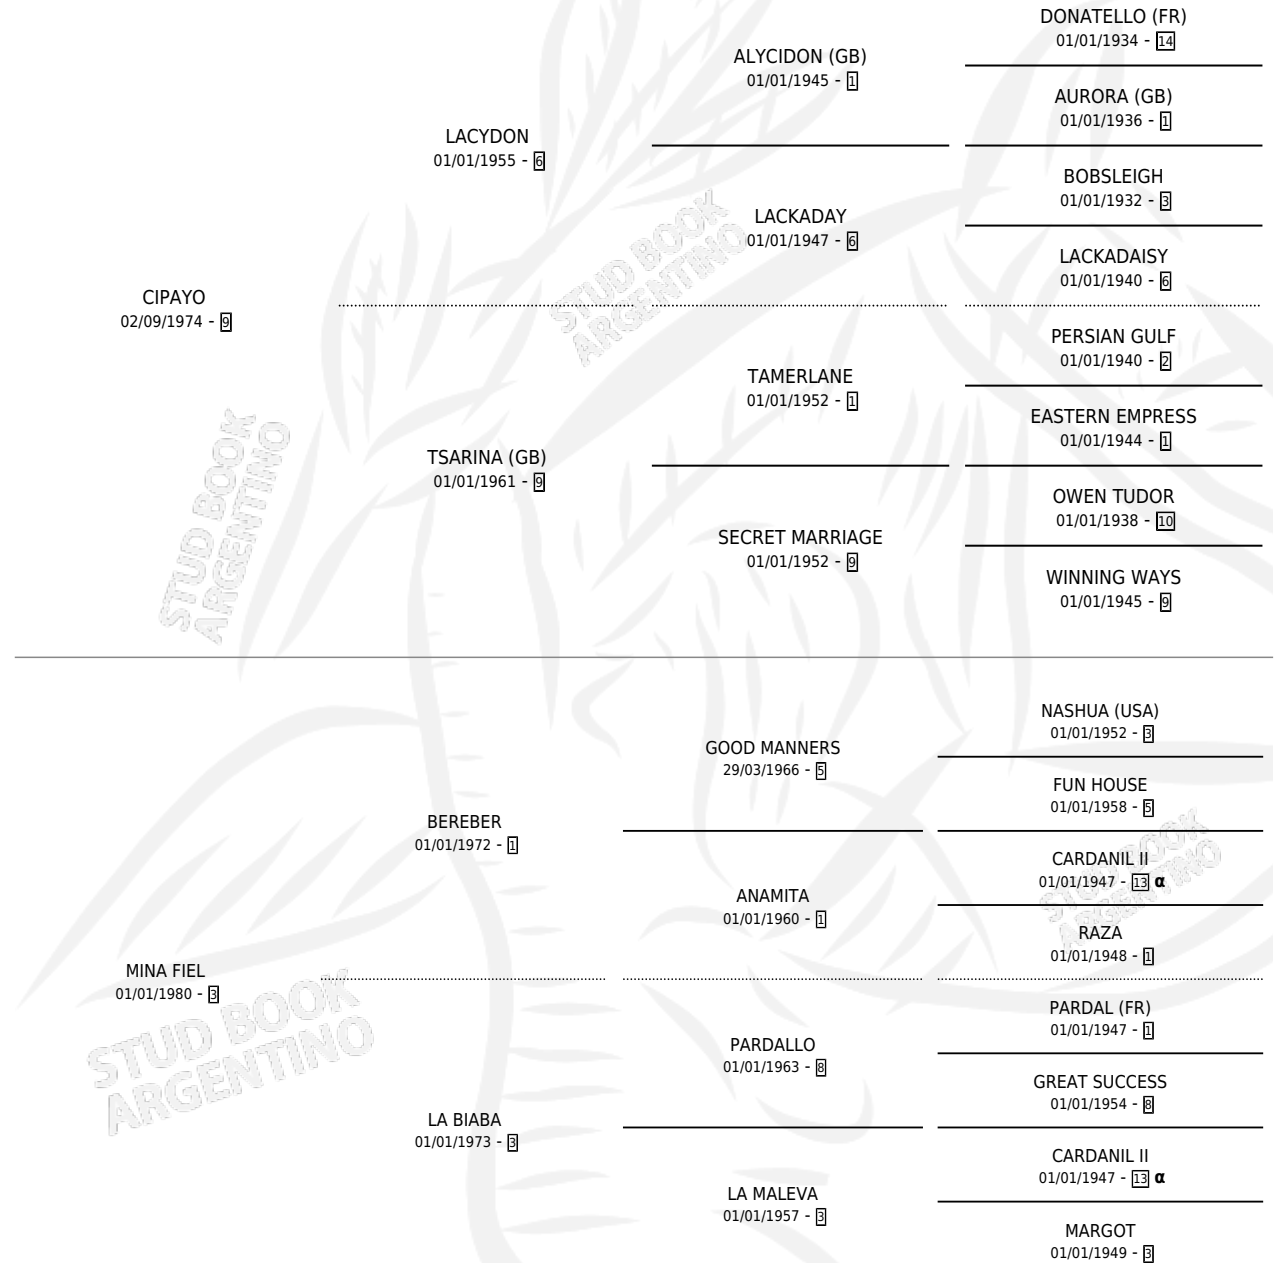 DONATELLO (FR)
01/01/1934 - 14
ALYCIDON (GB)
01/01/1945 - 1
AURORA (GB)
01/01/1936 - 1
LACYDON
01/01/1955 - 6
BOBSLEIGH
01/01/1932 - 3
LACKADAY
01/01/1947 - 6
LACKADAISY
01/01/1940 - 6
STUD BOOK
ARGENTINO
CIPAYO
02/09/1974 - 9
PERSIAN GULF
01/01/1940 - 2
TAMERLANE
01/01/1952 - 1
EASTERN EMPRESS
01/01/1944 - 1
TSARINA (GB)
01/01/1961 - 9
OWEN TUDOR
01/01/1938 - 10
SECRET MARRIAGE
01/01/1952 - 9
WINNING WAYS
01/01/1945 - 9
STUD BOOK
ARGENTINO
NASHUA (USA)
01/01/1952 - 3
GOOD MANNERS
29/03/1966 - 5
FUN HOUSE
01/01/1958 - 5
BEREBER
01/01/1972 - 1
CARDANIL II
01/01/1947 - 13 α
STUD BOOK
ARGENTINO
ANAMITA
01/01/1960 - 1
RAZA
01/01/1948 - 1
MINA FIEL
01/01/1980 - 3
PARDAL (FR)
01/01/1947 - 1
PARDALLO
01/01/1963 - 8
GREAT SUCCESS
01/01/1954 - 8
STUD BOOK
ARGENTINO
LA BIABA
01/01/1973 - 3
CARDANIL II
01/01/1947 - 13 α
LA MALEVA
01/01/1957 - 3
MARGOT
01/01/1949 - 3